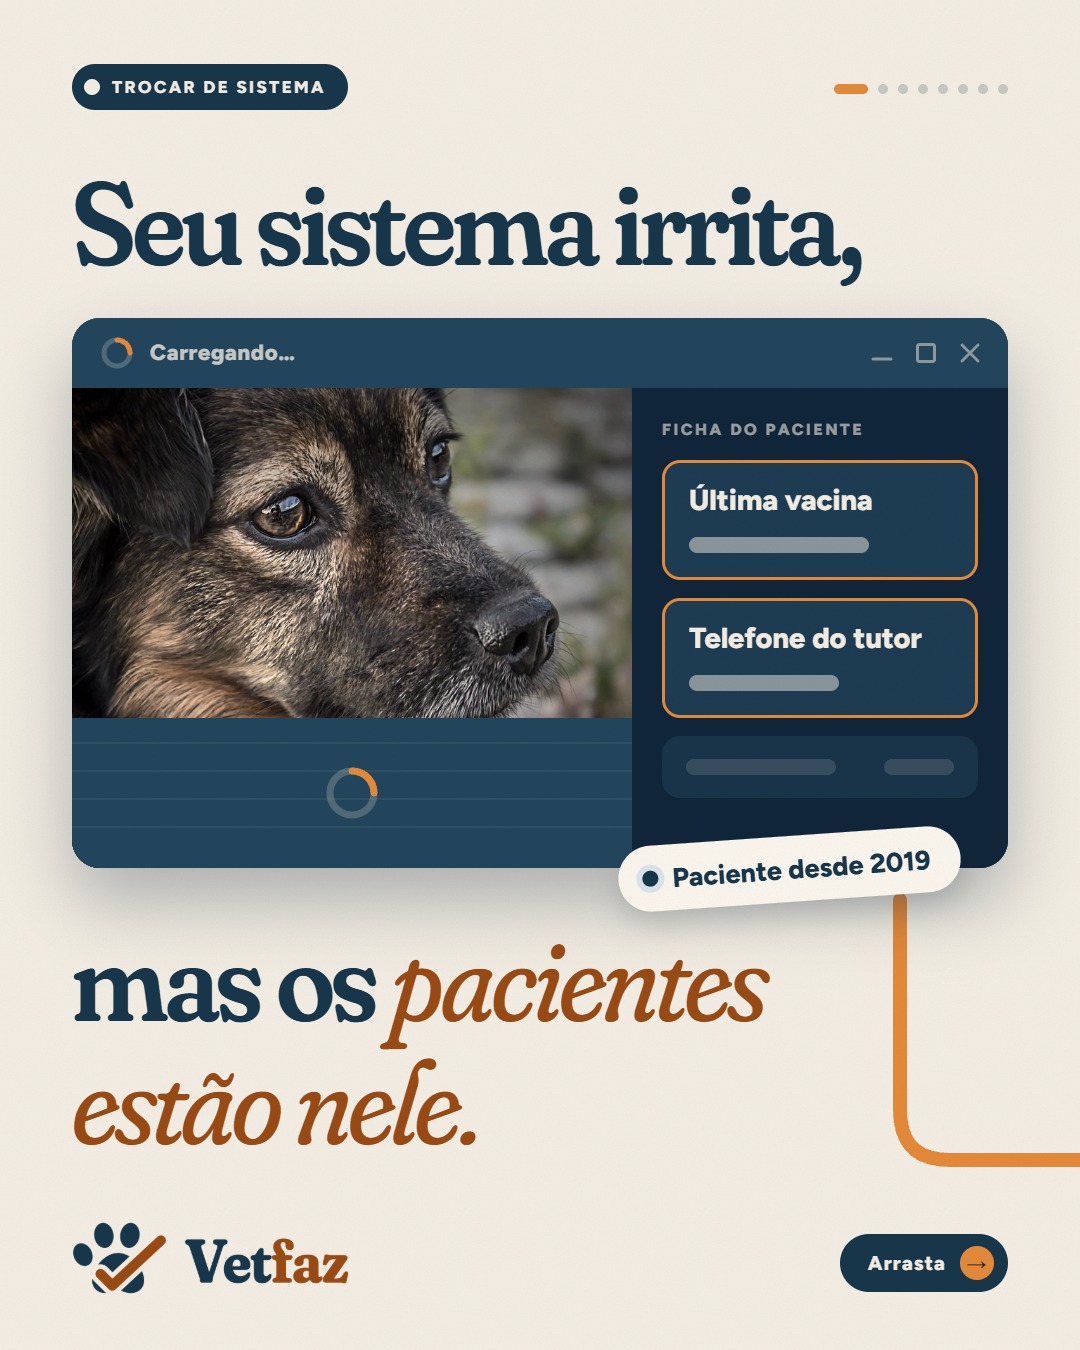 TROCAR DE SISTEMA
Seu sistema irrita,
Carregando...
FICHA DO PACIENTE
Última vacina
Telefone do tutor
Paciente desde 2019
mas os pacientes
estão nele.
Vetfaz
Arrasta →